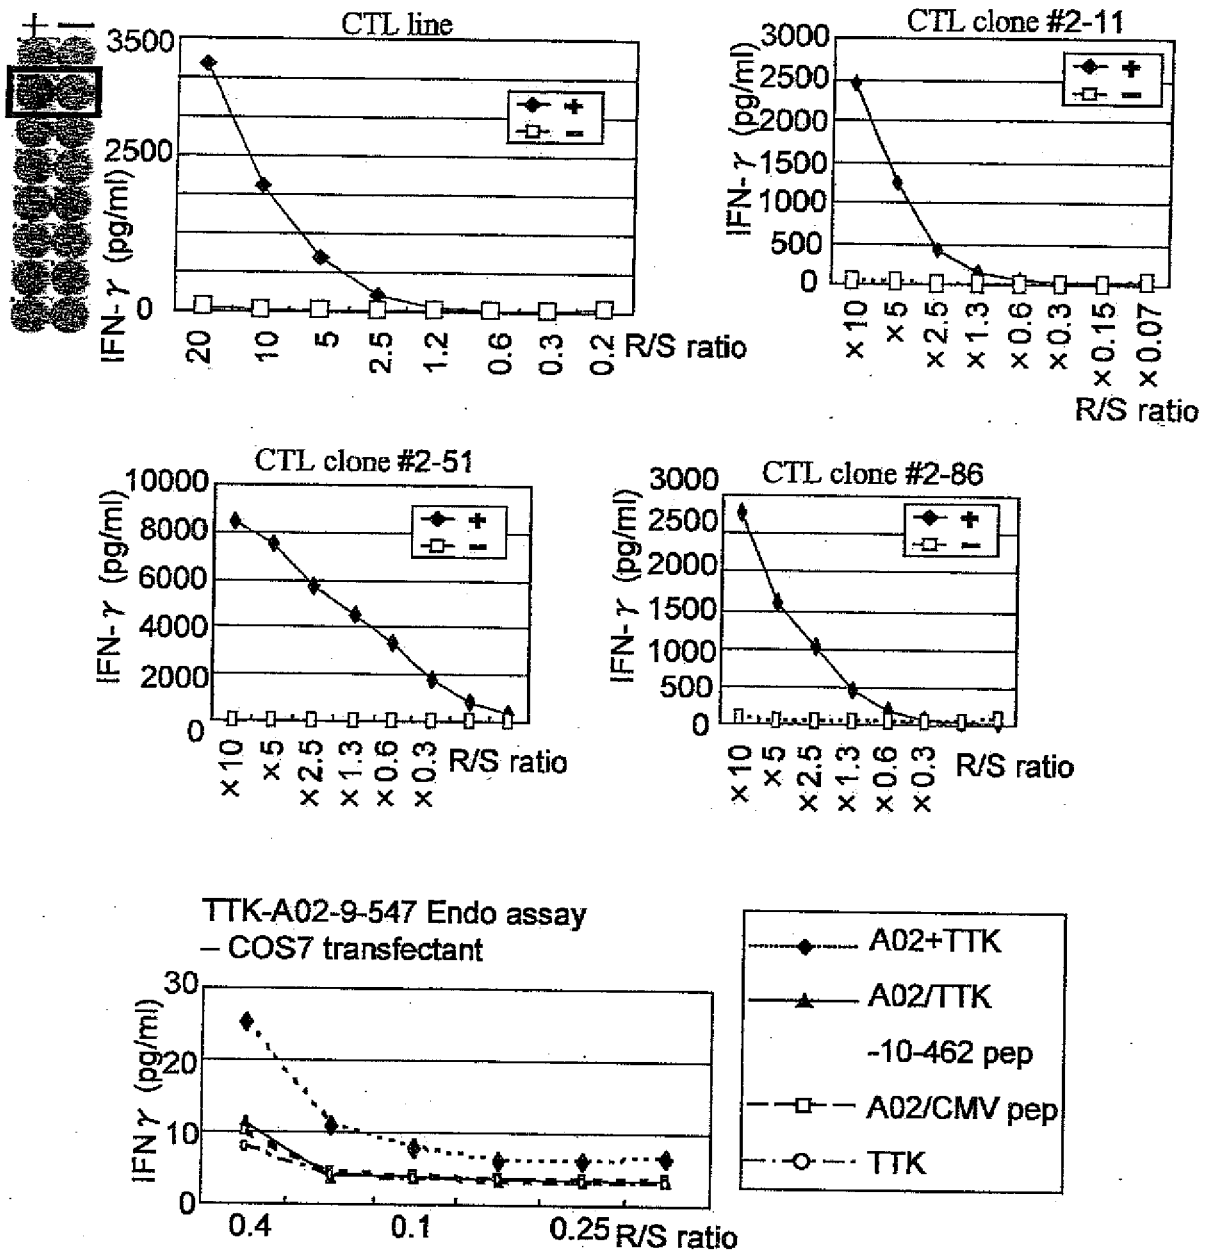 + −
CTL line
3500
2500
0
IFN-γ (pg/ml)
+
−
20 10 5 2.5 1.2 0.6 0.3 0.2 R/S ratio
CTL clone #2-11
3000
2500
2000
1500
1000
500
0
IFN-γ (pg/ml)
+
−
×10 ×5 ×2.5 ×1.3 ×0.6 ×0.3 ×0.15 ×0.07
R/S ratio
CTL clone #2-51
10000
8000
6000
4000
2000
0
IFN-γ (pg/ml)
+
−
×10 ×5 ×2.5 ×1.3 ×0.6 ×0.3 R/S ratio
CTL clone #2-86
3000
2500
2000
1500
1000
500
0
IFN-γ (pg/ml)
+
−
×10 ×5 ×2.5 ×1.3 ×0.6 ×0.3 R/S ratio
TTK-A02-9-547 Endo assay
– COS7 transfectant
30
20
10
0
IFNγ (pg/ml)
0.4 0.1 0.25 R/S ratio
A02+TTK
A02/TTK
-10-462 pep
A02/CMV pep
TTK